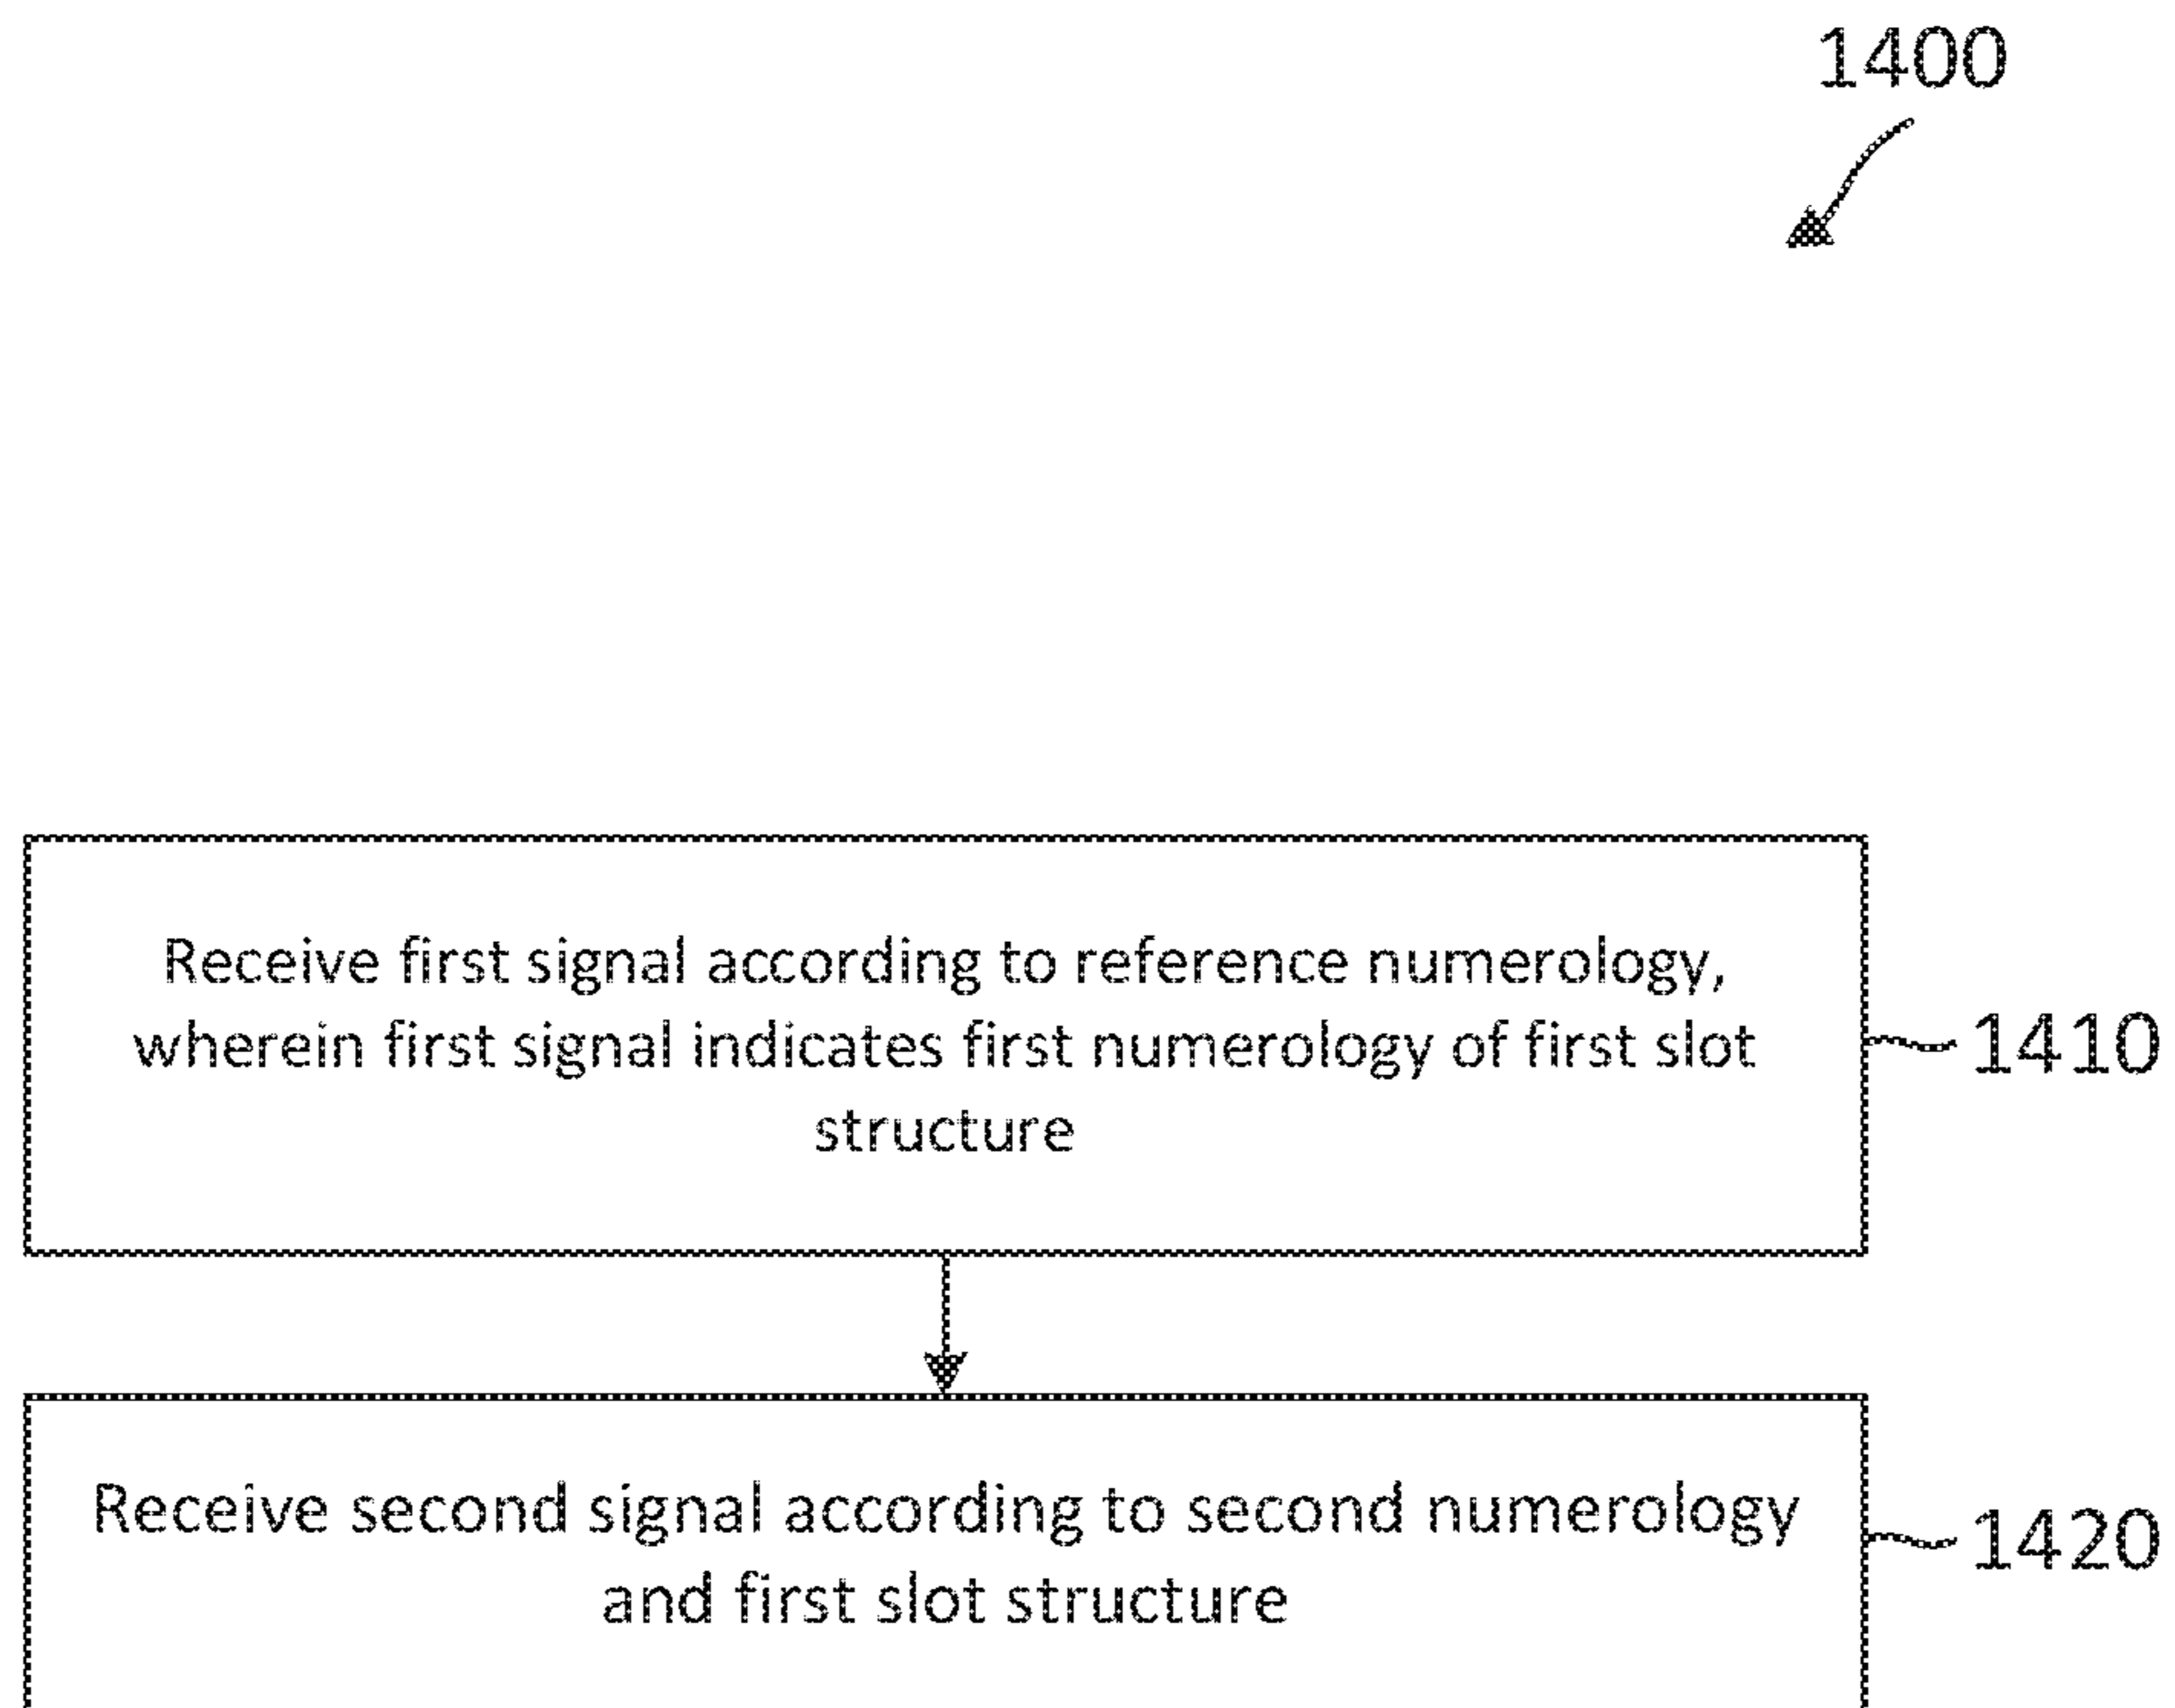 1400
Receive first signal according to reference numerology,
wherein first signal indicates first numerology of first slot
structure
1410
Receive second signal according to second numerology
and first slot structure
1420